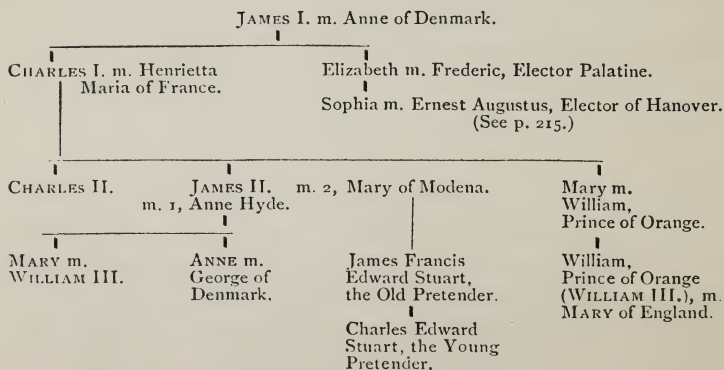 JAMES I. m. Anne of Denmark.
CHARLES I. m. Henrietta
Maria of France.
Elizabeth m. Frederic, Elector Palatine.
Sophia m. Ernest Augustus, Elector of Hanover.
(See p. 215.)
CHARLES II.
JAMES II. m. 2, Mary of Modena.
m. 1, Anne Hyde.
Mary m.
William,
Prince of Orange.
MARY m.
WILLIAM III.
ANNE m.
George of
Denmark.
James Francis
Edward Stuart,
the Old Pretender.
Charles Edward
Stuart, the Young
Pretender.
William,
Prince of Orange
(WILLIAM III.), m.
MARY of England.